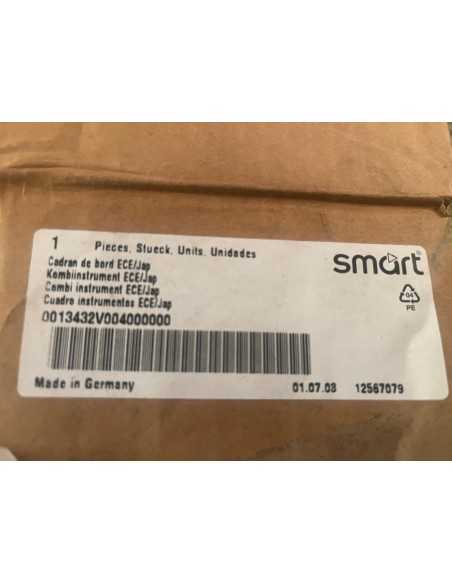 1 Pieces, Stueck, Units, Unidades
smart
Cadran de bord ECE/Jap
Kombiinstrument ECE/Jap
Combi instrument ECE/Jap
Cuadro instrumentos ECE/Jap
04
PE
0013432V004000000
Made in Germany 01.07.03 12567079